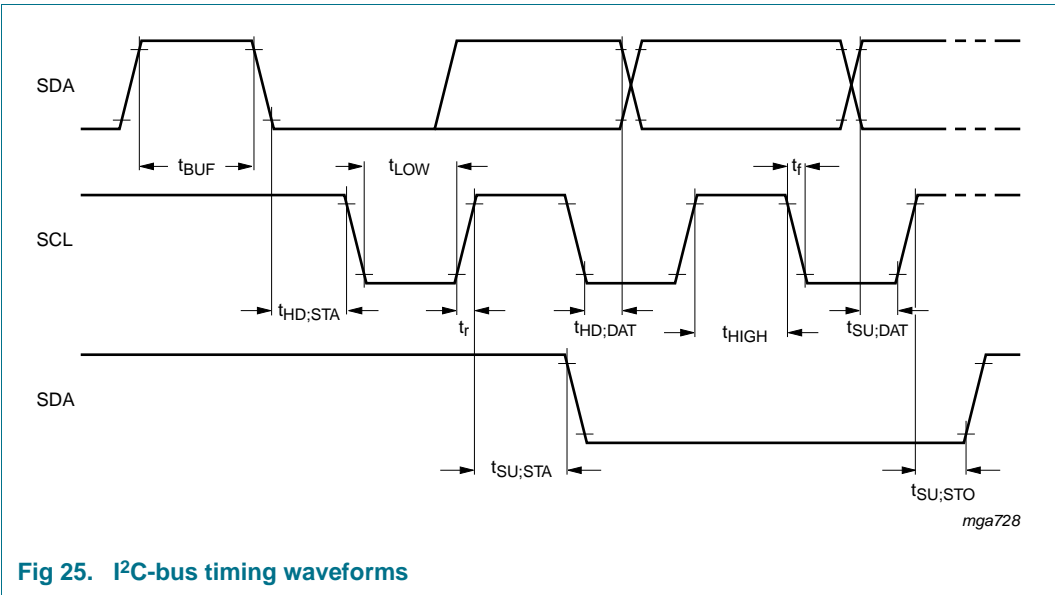 SDA
tBUF
tLOW
tf
SCL
tHD;STA
tr
tHD;DAT
tHIGH
tSU;DAT
SDA
tSU;STA
tSU;STO
mga728
Fig 25. I²C-bus timing waveforms